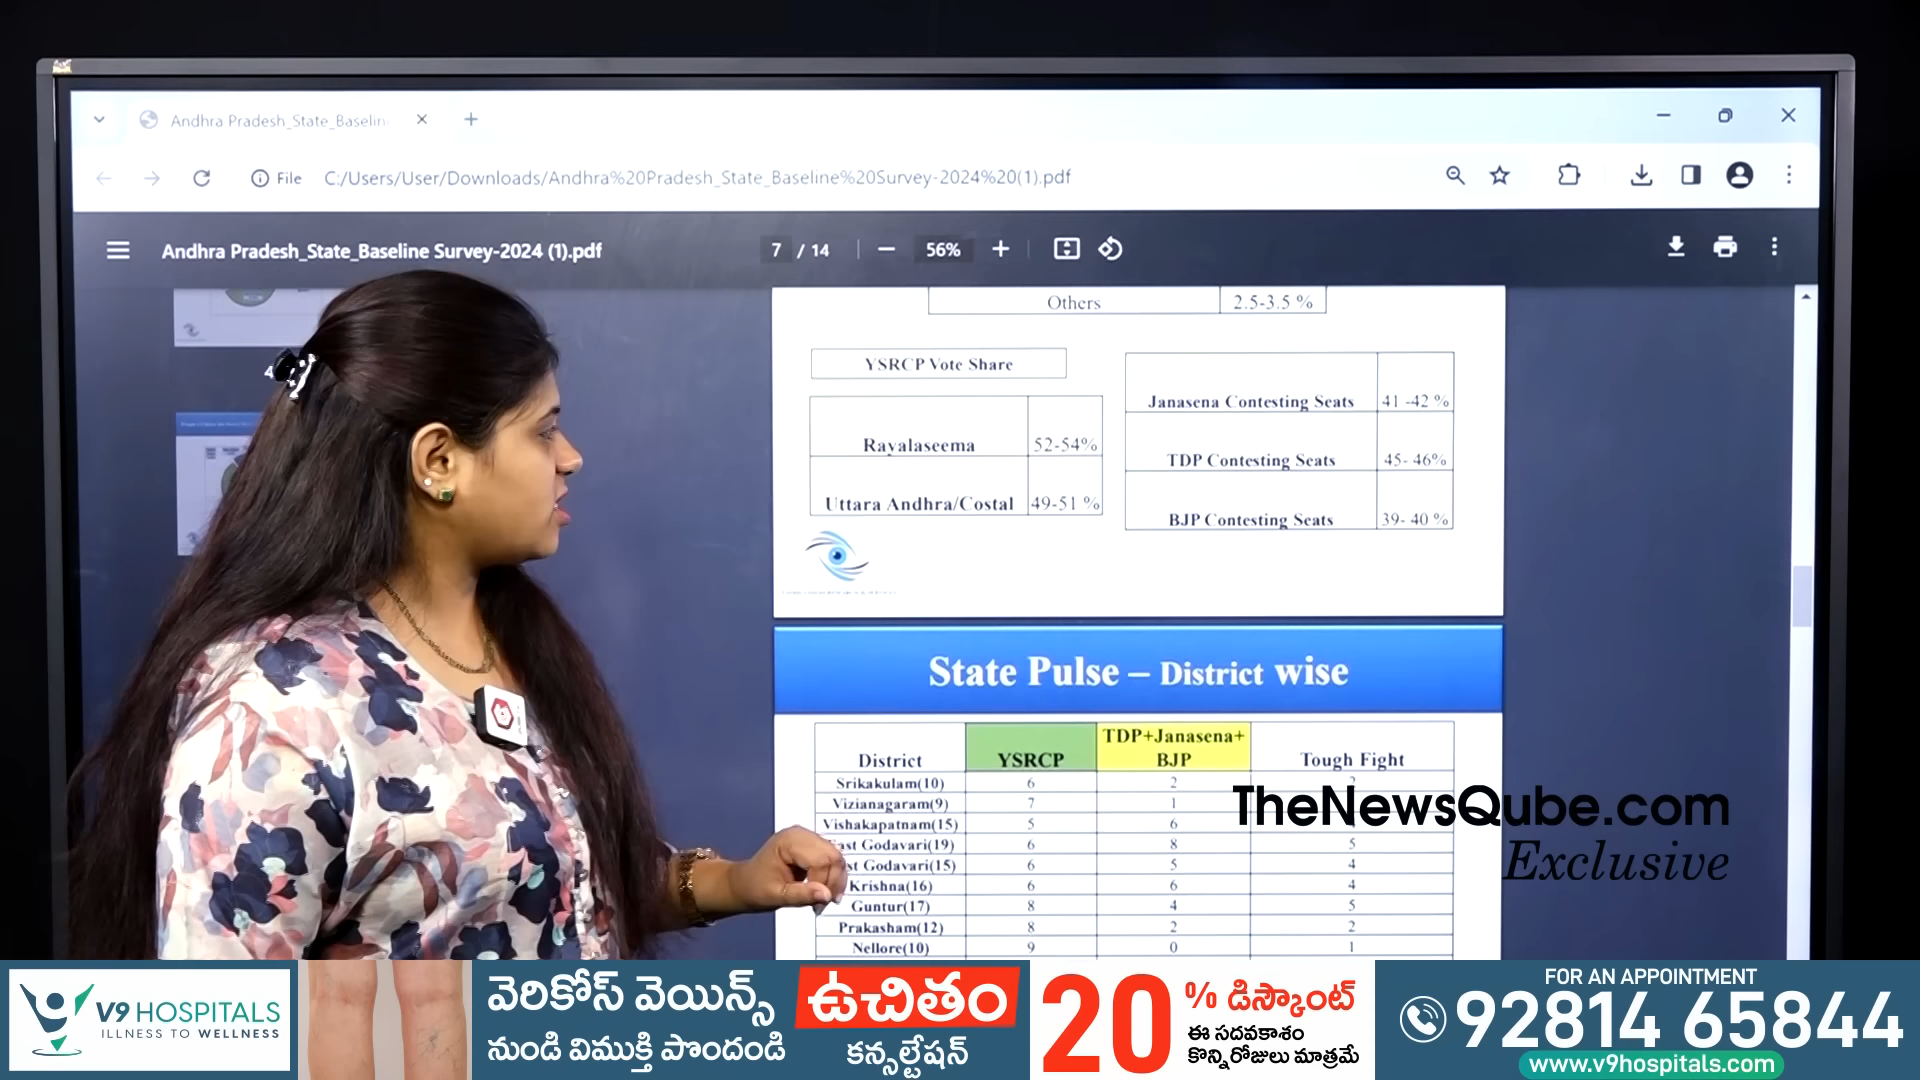 Andhra Pradesh_State_Baselin
File C:/Users/User/Downloads/Andhra%20Pradesh_State_Baseline%20Survey-2024%20(1).pdf
Andhra Pradesh_State_Baseline Survey-2024 (1).pdf 7 / 14 56%
Others 2.5-3.5 %
YSRCP Vote Share
Rayalaseema 52-54%
Uttara Andhra/Costal 49-51 %
Janasena Contesting Seats 41 -42 %
TDP Contesting Seats 45- 46%
BJP Contesting Seats 39- 40 %
State Pulse – District wise
District YSRCP TDP+Janasena+ BJP Tough Fight
Srikakulam(10) 6 2
Vizianagaram(9) 7 1
Vishakapatnam(15) 5 6
ast Godavari(19) 6 8 5
st Godavari(15) 6 5 4
Krishna(16) 6 6 4
Guntur(17) 8 4 5
Prakasham(12) 8 2 2
Nellore(10) 9 0 1
TheNewsQube.com
Exclusive
V9 HOSPITALS
ILLNESS TO WELLNESS
వెరికోస్ వెయిన్స్
నుండి విముక్తి పొందండి
ఉచితం
కన్సల్టేషన్
20% డిస్కౌంట్
ఈ సదవకాశం
కొన్నిరోజులు మాత్రమే
FOR AN APPOINTMENT
92814 65844
www.v9hospitals.com